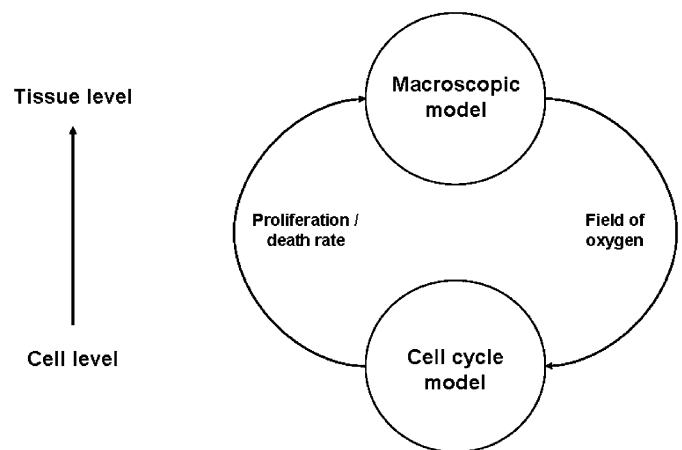 Tissue level
Macroscopic
model
Proliferation /
death rate
Field of
oxygen
Cell level
Cell cycle
model